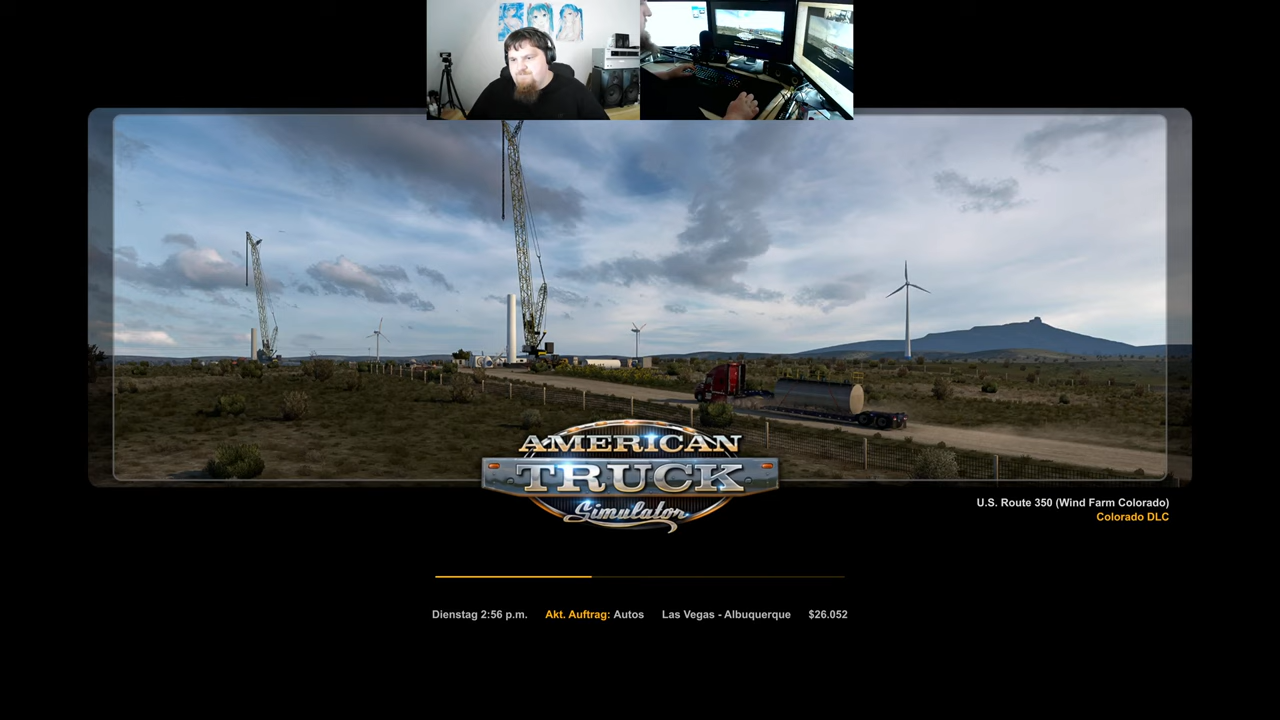 AMERICAN
TRUCK
Simulator
U.S. Route 350 (Wind Farm Colorado)
Colorado DLC
Dienstag 2:56 p.m. Akt. Auftrag: Autos Las Vegas - Albuquerque $26.052